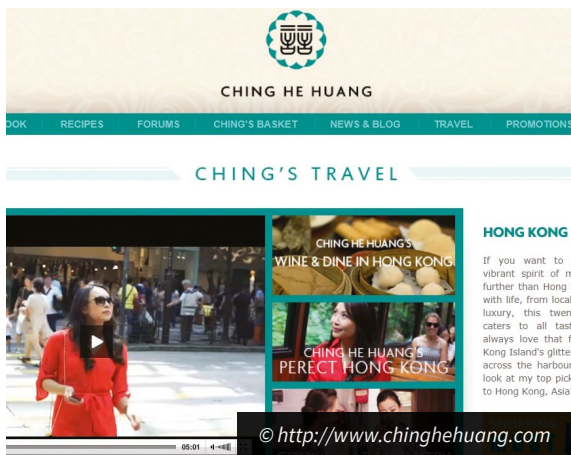 囍
CHING HE HUANG
OOK RECIPES FORUMS CHING'S BASKET NEWS & BLOG TRAVEL PROMOTIONS
CHING'S TRAVEL
CHING HE HUANG'S
WINE & DINE IN HONG KONG
CHING HE HUANG'S
PERECT HONG KONG
05:01
HONG KONG
If you want to
vibrant spirit of m
further than Hong
with life, from local
luxury, this twen
caters to all tast
always love that f
Kong Island's glitte
across the harbour
look at my top pick
to Hong Kong, Asia'
© http://www.chinghehuang.com